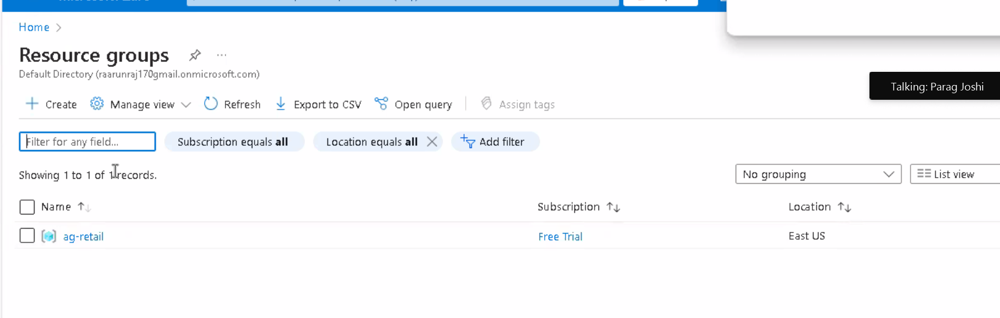 Home >
Resource groups ...
Default Directory (raarunraj170gmail.onmicrosoft.com)
Talking: Parag Joshi
+ Create Manage view Refresh Export to CSV Open query Assign tags
Filter for any field... Subscription equals all Location equals all Add filter
Showing 1 to 1 of 1 records.
No grouping List view
Name Subscription Location
ag-retail Free Trial East US